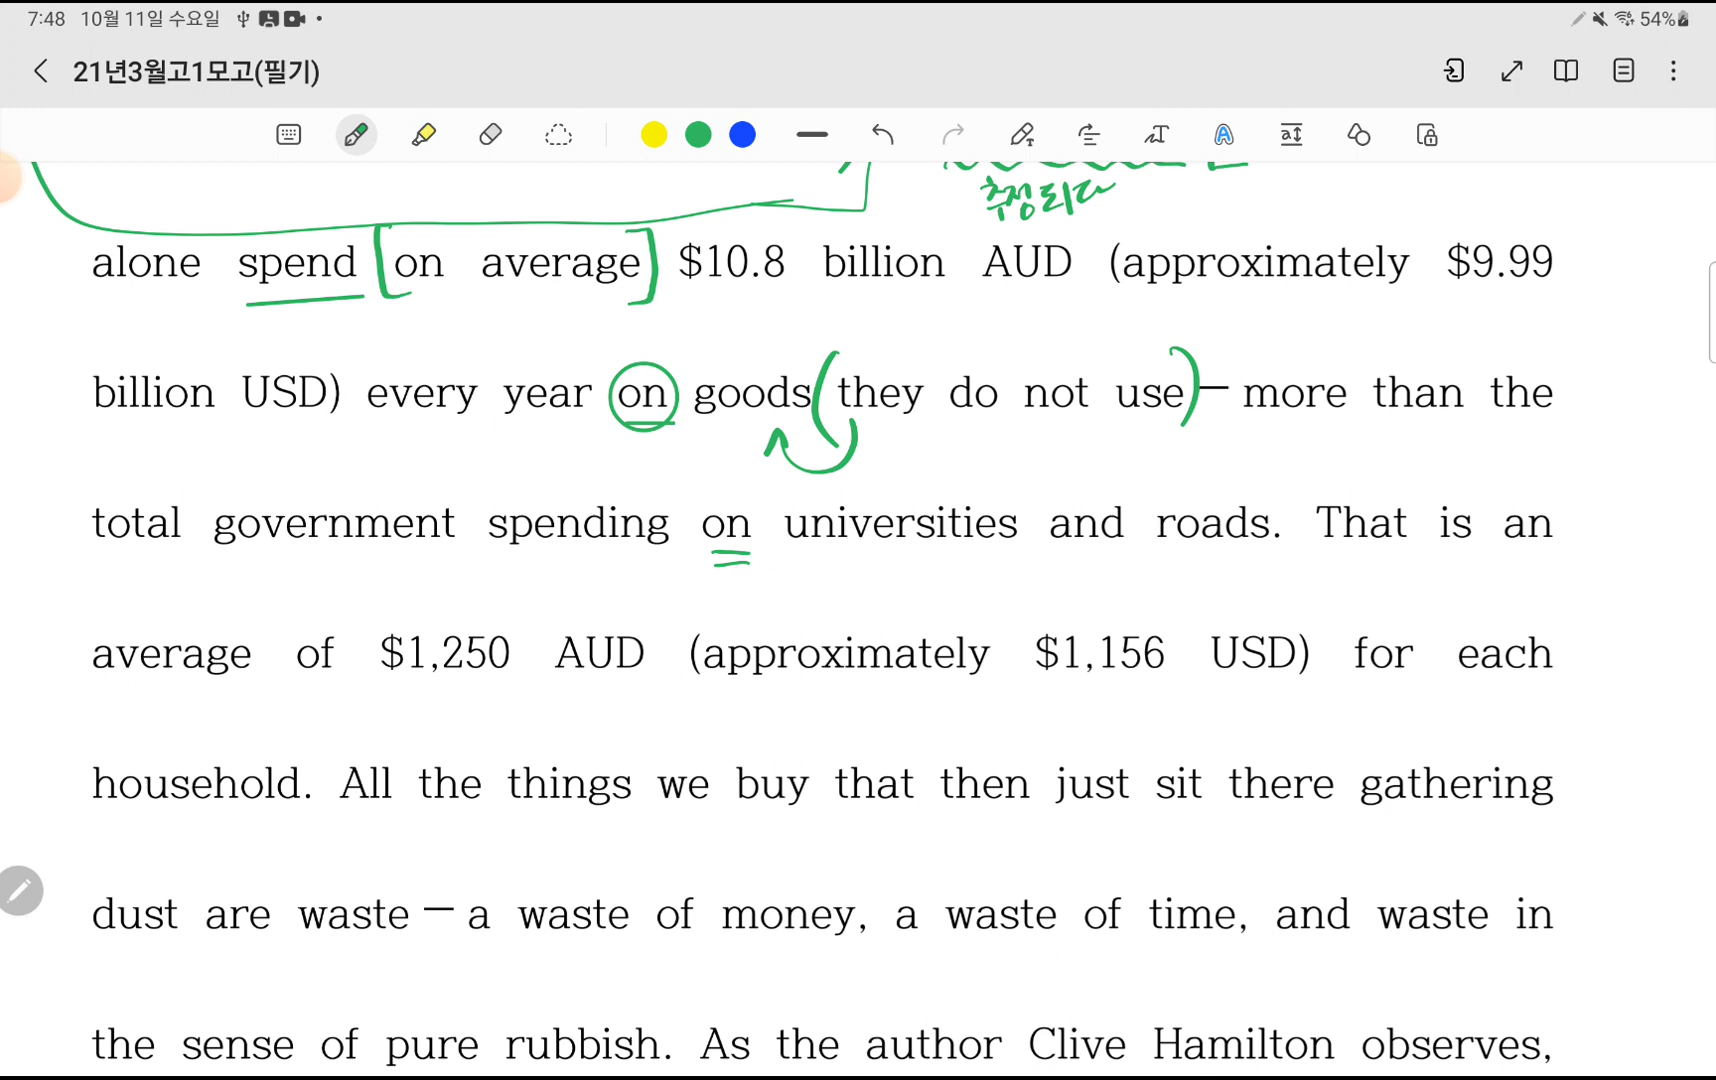 7:48 10월 11일 수요일 54%
21년3월고1모고(필기)
추정되다
alone spend [on average] $10.8 billion AUD (approximately $9.99
billion USD) every year on goods (they do not use)－more than the
total government spending on universities and roads. That is an
average of $1,250 AUD (approximately $1,156 USD) for each
household. All the things we buy that then just sit there gathering
dust are waste－a waste of money, a waste of time, and waste in
the sense of pure rubbish. As the author Clive Hamilton observes,